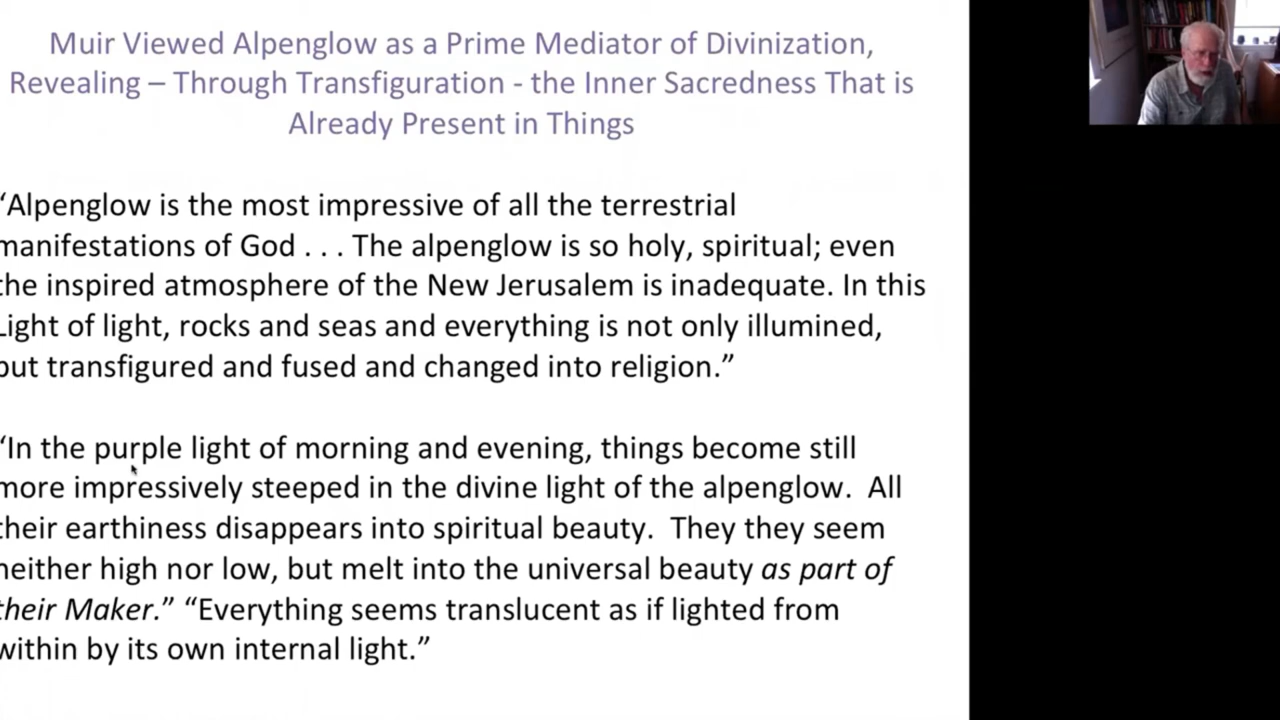 Muir Viewed Alpenglow as a Prime Mediator of Divinization,
Revealing – Through Transfiguration - the Inner Sacredness That is
Already Present in Things
“Alpenglow is the most impressive of all the terrestrial
manifestations of God . . . The alpenglow is so holy, spiritual; even
the inspired atmosphere of the New Jerusalem is inadequate. In this
Light of light, rocks and seas and everything is not only illumined,
but transfigured and fused and changed into religion.”
“In the purple light of morning and evening, things become still
more impressively steeped in the divine light of the alpenglow.  All
their earthiness disappears into spiritual beauty.  They they seem
neither high nor low, but melt into the universal beauty as part of
their Maker.” “Everything seems translucent as if lighted from
within by its own internal light.”